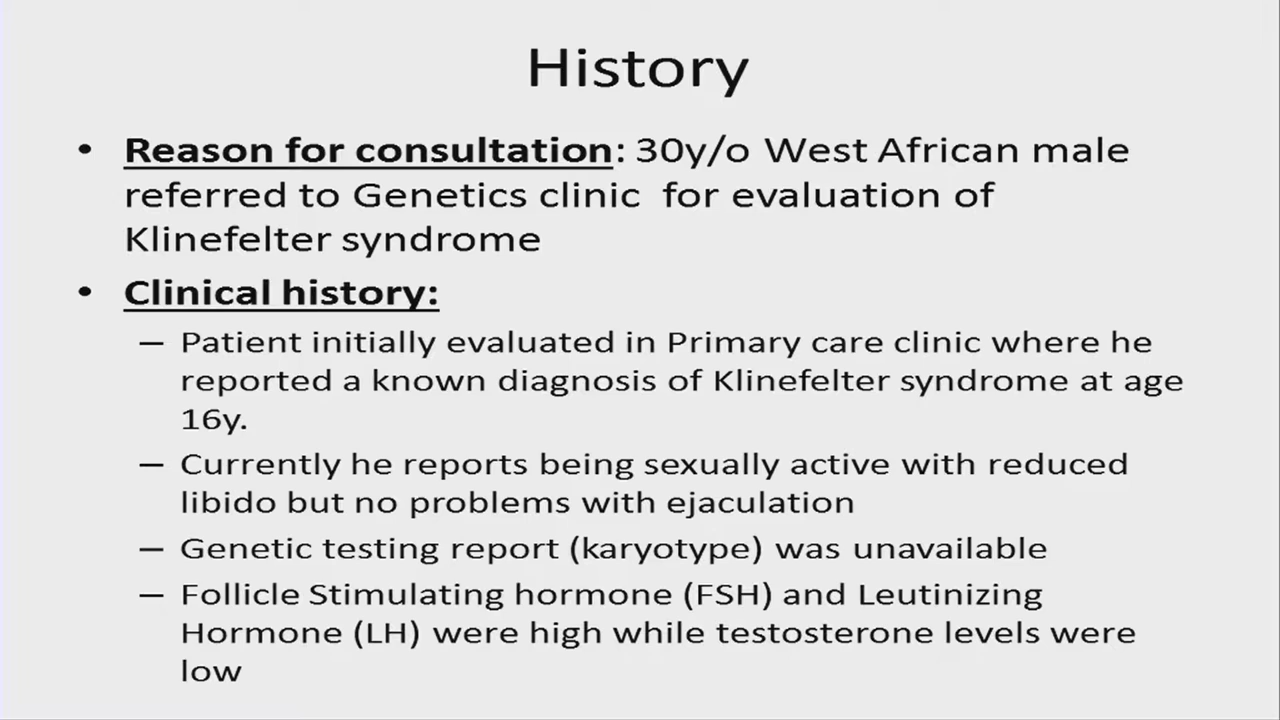 History
• Reason for consultation: 30y/o West African male
referred to Genetics clinic for evaluation of
Klinefelter syndrome
• Clinical history:
– Patient initially evaluated in Primary care clinic where he
reported a known diagnosis of Klinefelter syndrome at age
16y.
– Currently he reports being sexually active with reduced
libido but no problems with ejaculation
– Genetic testing report (karyotype) was unavailable
– Follicle Stimulating hormone (FSH) and Leutinizing
Hormone (LH) were high while testosterone levels were
low